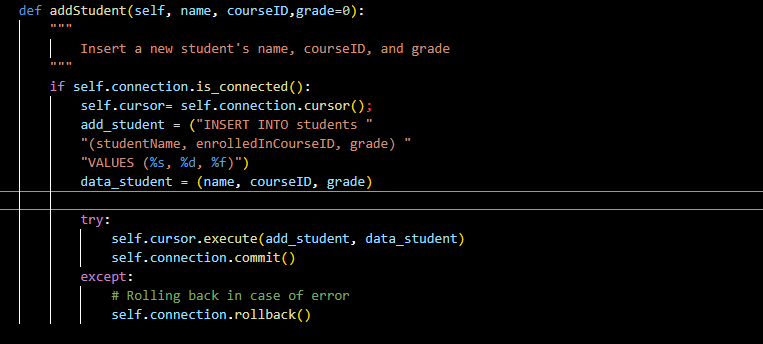 def addStudent(self, name, courseID,grade=0):
"""
Insert a new student's name, courseID, and grade
"""
if self.connection.is_connected():
self.cursor= self.connection.cursor();
add_student = ("INSERT INTO students "
"(studentName, enrolledInCourseID, grade) "
"VALUES (%s, %d, %f)")
data_student = (name, courseID, grade)
try:
self.cursor.execute(add_student, data_student)
self.connection.commit()
except:
# Rolling back in case of error
self.connection.rollback()